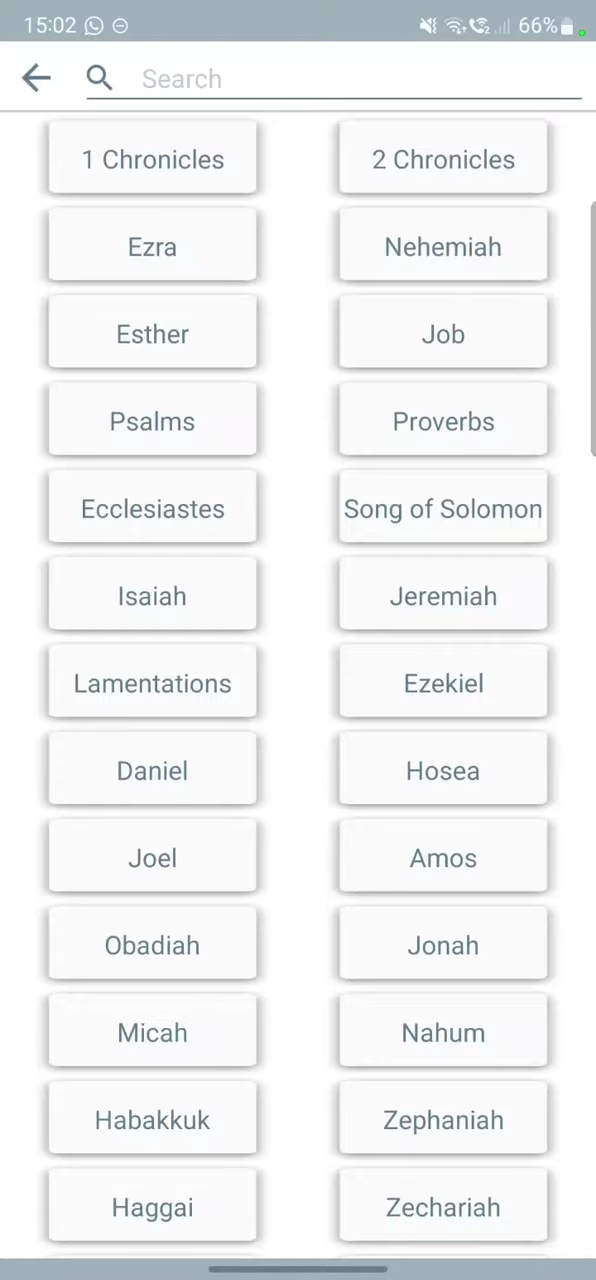 15:02 66%
Search
1 Chronicles 2 Chronicles
Ezra Nehemiah
Esther Job
Psalms Proverbs
Ecclesiastes Song of Solomon
Isaiah Jeremiah
Lamentations Ezekiel
Daniel Hosea
Joel Amos
Obadiah Jonah
Micah Nahum
Habakkuk Zephaniah
Haggai Zechariah